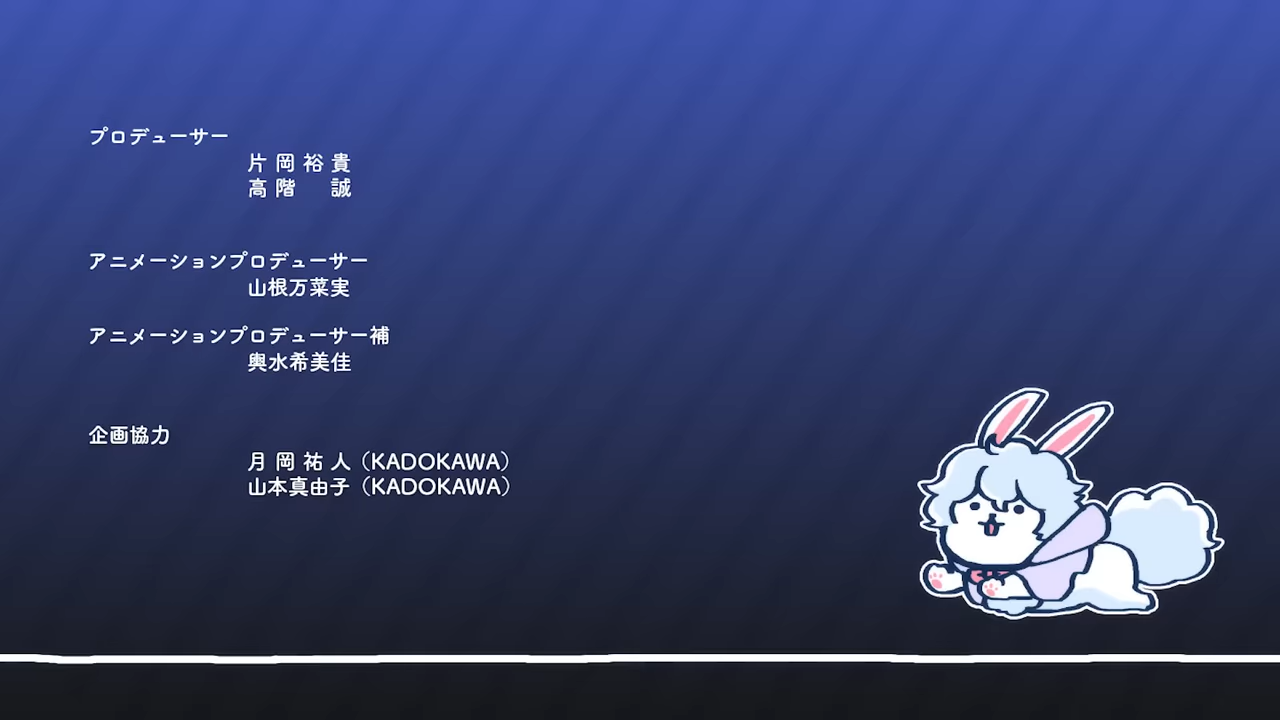 プロデューサー
片岡裕貴
高階 誠
アニメーションプロデューサー
山根万菜実
アニメーションプロデューサー補
輿水希美佳
企画協力
月岡祐人（KADOKAWA）
山本真由子（KADOKAWA）